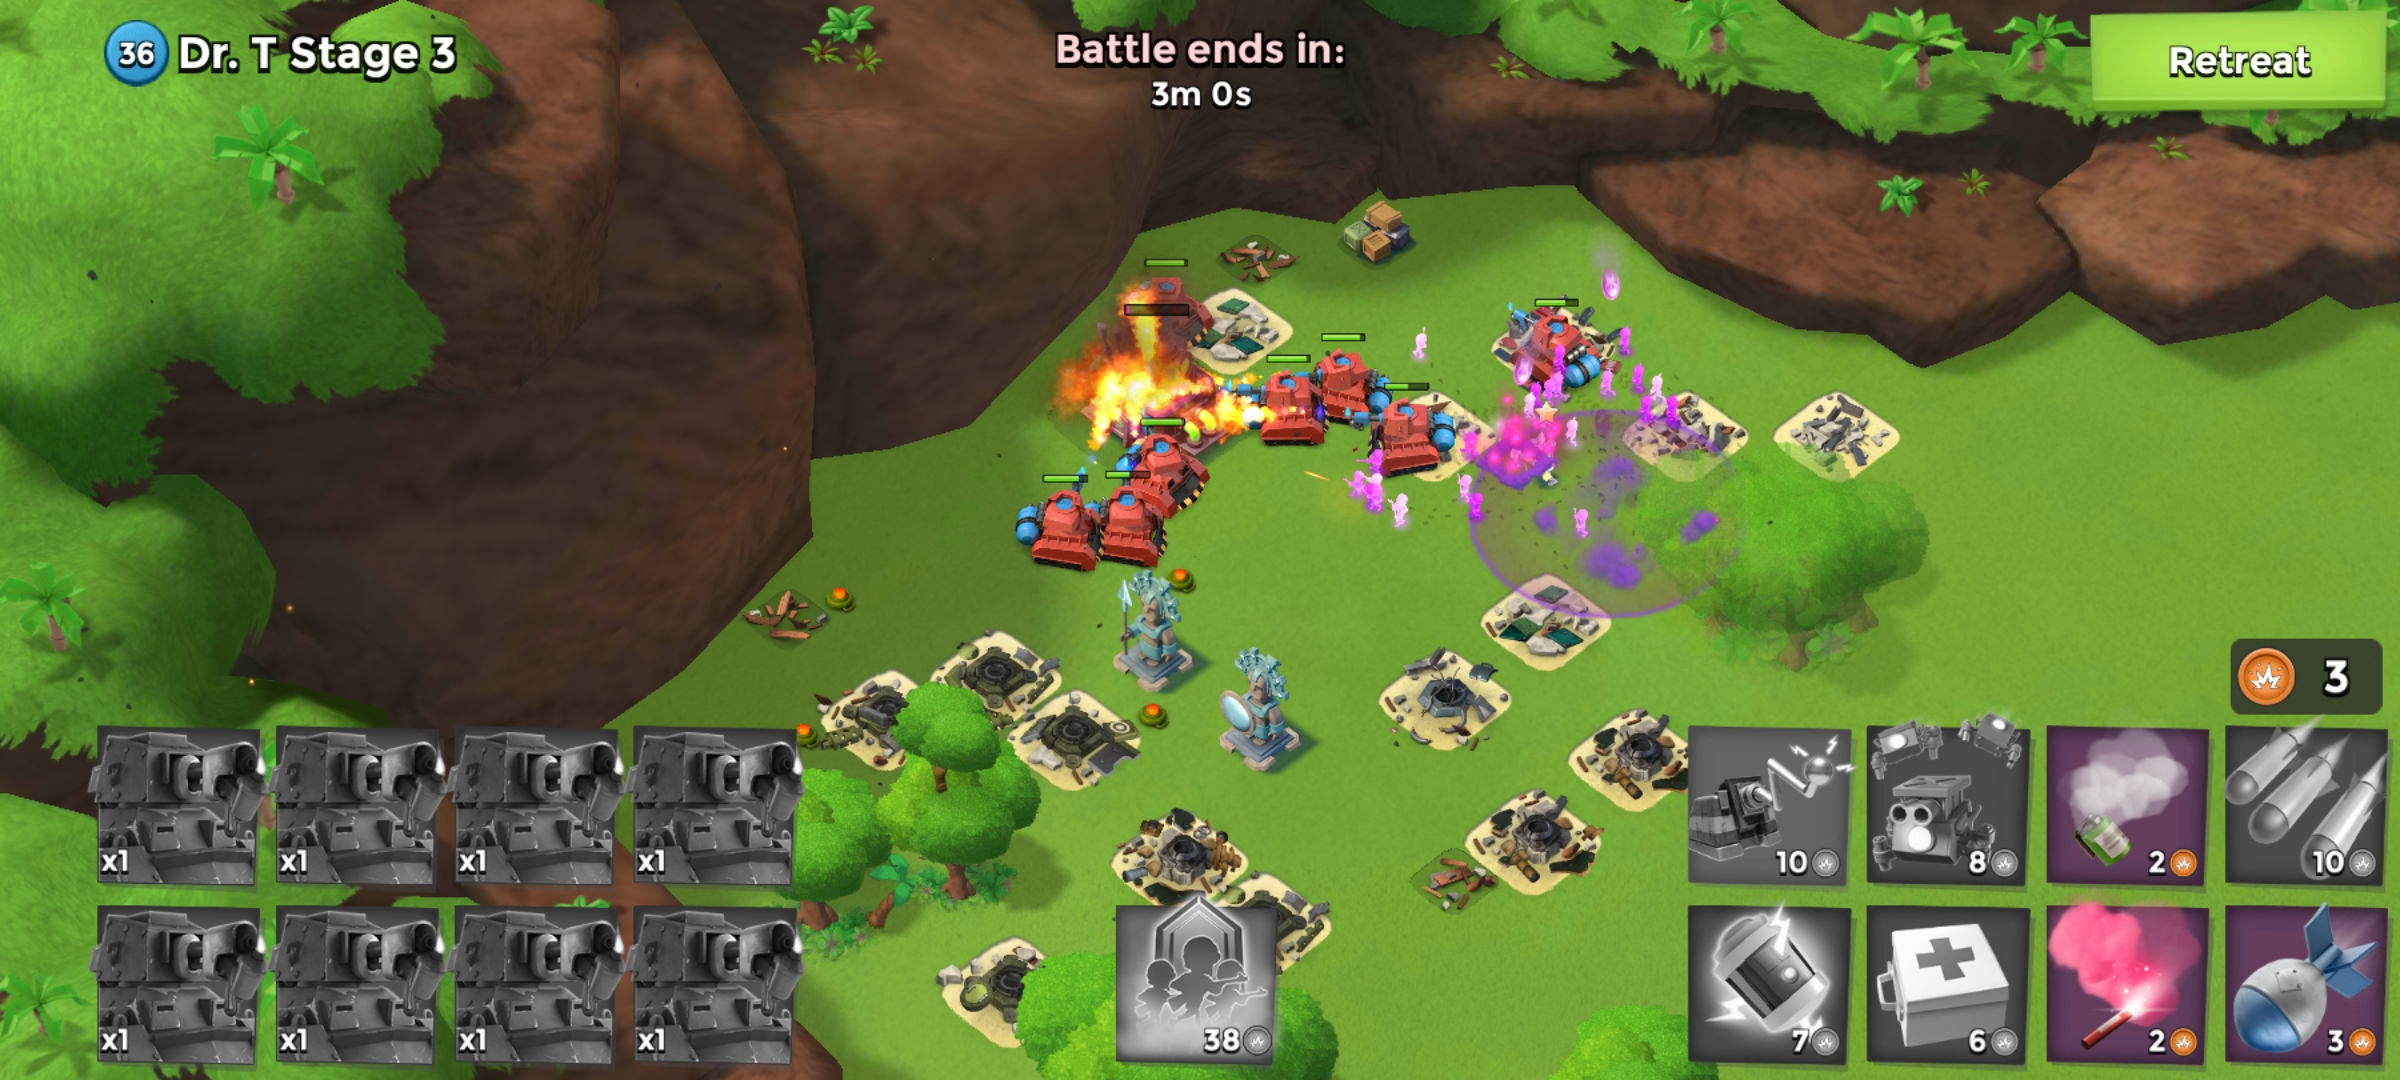 36 Dr. T Stage 3
Battle ends in:
3m 0s
Retreat
3
x1 x1 x1 x1
10 8 2 10
x1 x1 x1 x1
38
7 6 2 3